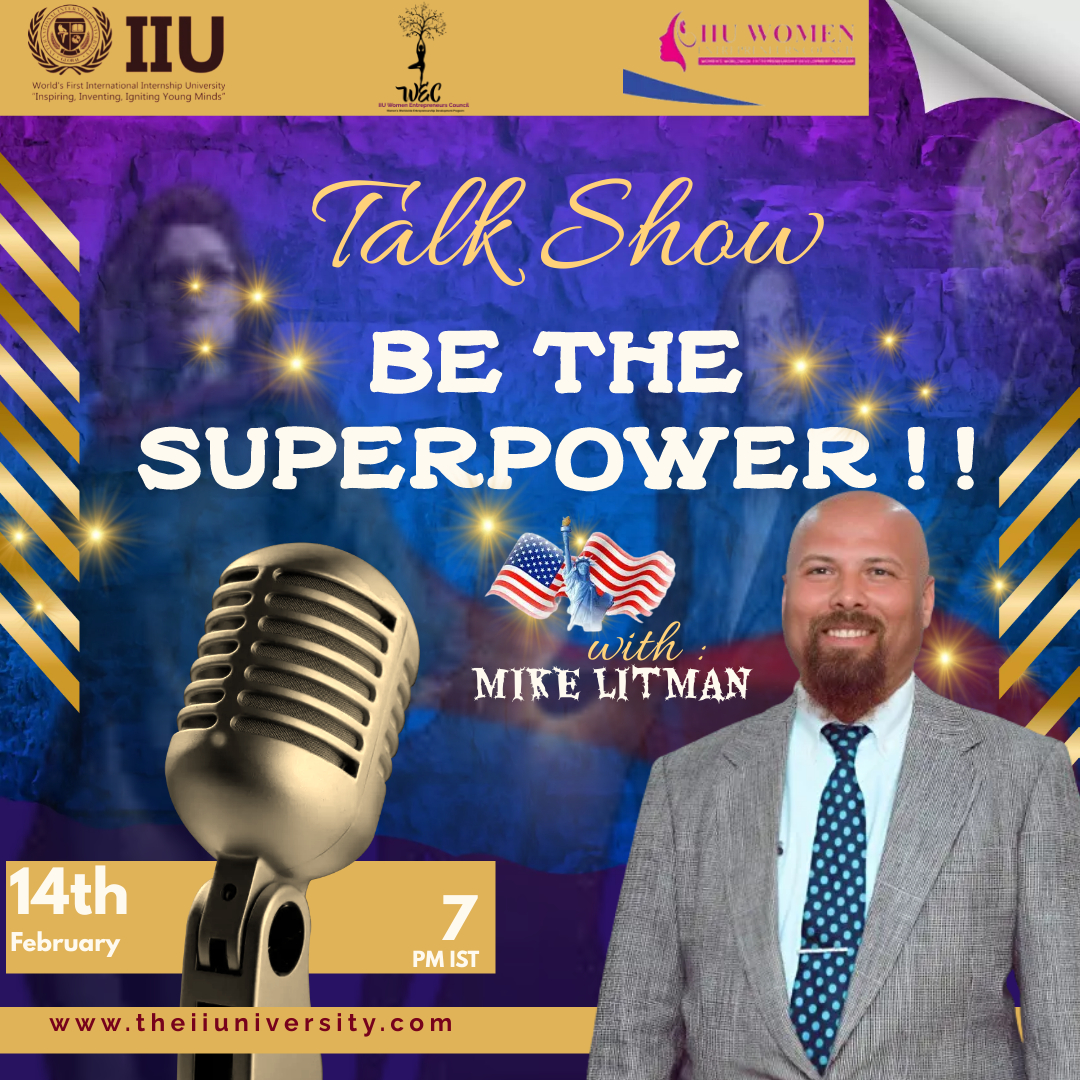 IIU
World's First International Internship University
"Inspiring, Inventing, Igniting Young Minds"
WEC
IIU Women Entrepreneurs Council
IIU WOMEN
Talk Show
BE THE
SUPERPOWER !!
with :
MIKE LITMAN
14th
February
7
PM IST
www.theiiuniversity.com